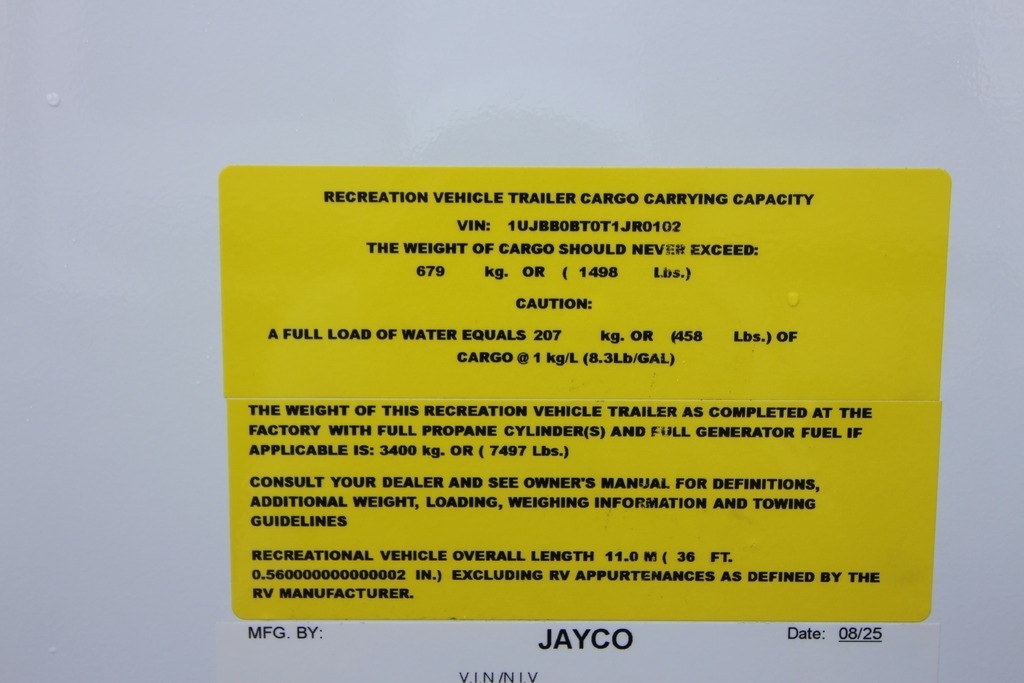 RECREATION VEHICLE TRAILER CARGO CARRYING CAPACITY
VIN: 1UJBB0BT0T1JR0102
THE WEIGHT OF CARGO SHOULD NEVER EXCEED:
679 kg. OR ( 1498 Lbs.)
CAUTION:
A FULL LOAD OF WATER EQUALS 207 kg. OR (458 Lbs.) OF
CARGO @ 1 kg/L (8.3Lb/GAL)
THE WEIGHT OF THIS RECREATION VEHICLE TRAILER AS COMPLETED AT THE
FACTORY WITH FULL PROPANE CYLINDER(S) AND FULL GENERATOR FUEL IF
APPLICABLE IS: 3400 kg. OR ( 7497 Lbs.)
CONSULT YOUR DEALER AND SEE OWNER'S MANUAL FOR DEFINITIONS,
ADDITIONAL WEIGHT, LOADING, WEIGHING INFORMATION AND TOWING
GUIDELINES
RECREATIONAL VEHICLE OVERALL LENGTH 11.0 M ( 36 FT.
0.560000000000002 IN.) EXCLUDING RV APPURTENANCES AS DEFINED BY THE
RV MANUFACTURER.
MFG. BY: JAYCO Date: 08/25
V.I.N/N.I.V